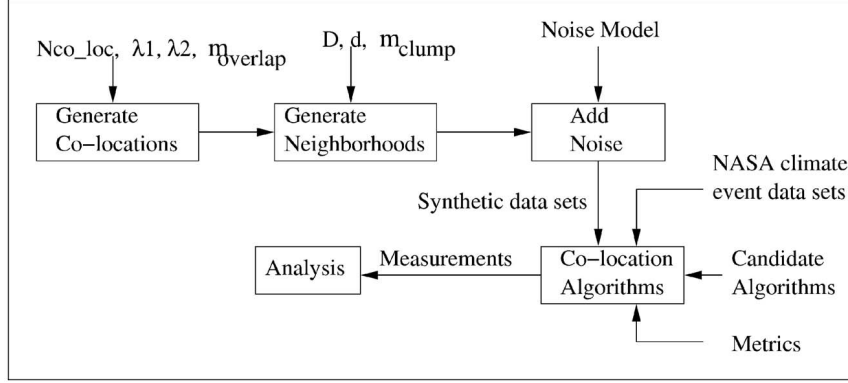 Nco_loc, λ1, λ2, m_overlap
D, d, m_clump
Noise Model
Generate
Co-locations
Generate
Neighborhoods
Add
Noise
Synthetic data sets
NASA climate
event data sets
Analysis
Measurements
Co-location
Algorithms
Candidate
Algorithms
Metrics